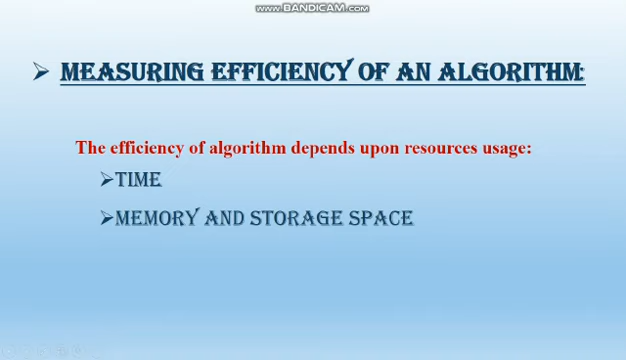 www.BANDICAM.com
➢ MEASURING EFFICIENCY OF AN ALGORITHM:
The efficiency of algorithm depends upon resources usage:
➢TIME
➢MEMORY AND STORAGE SPACE